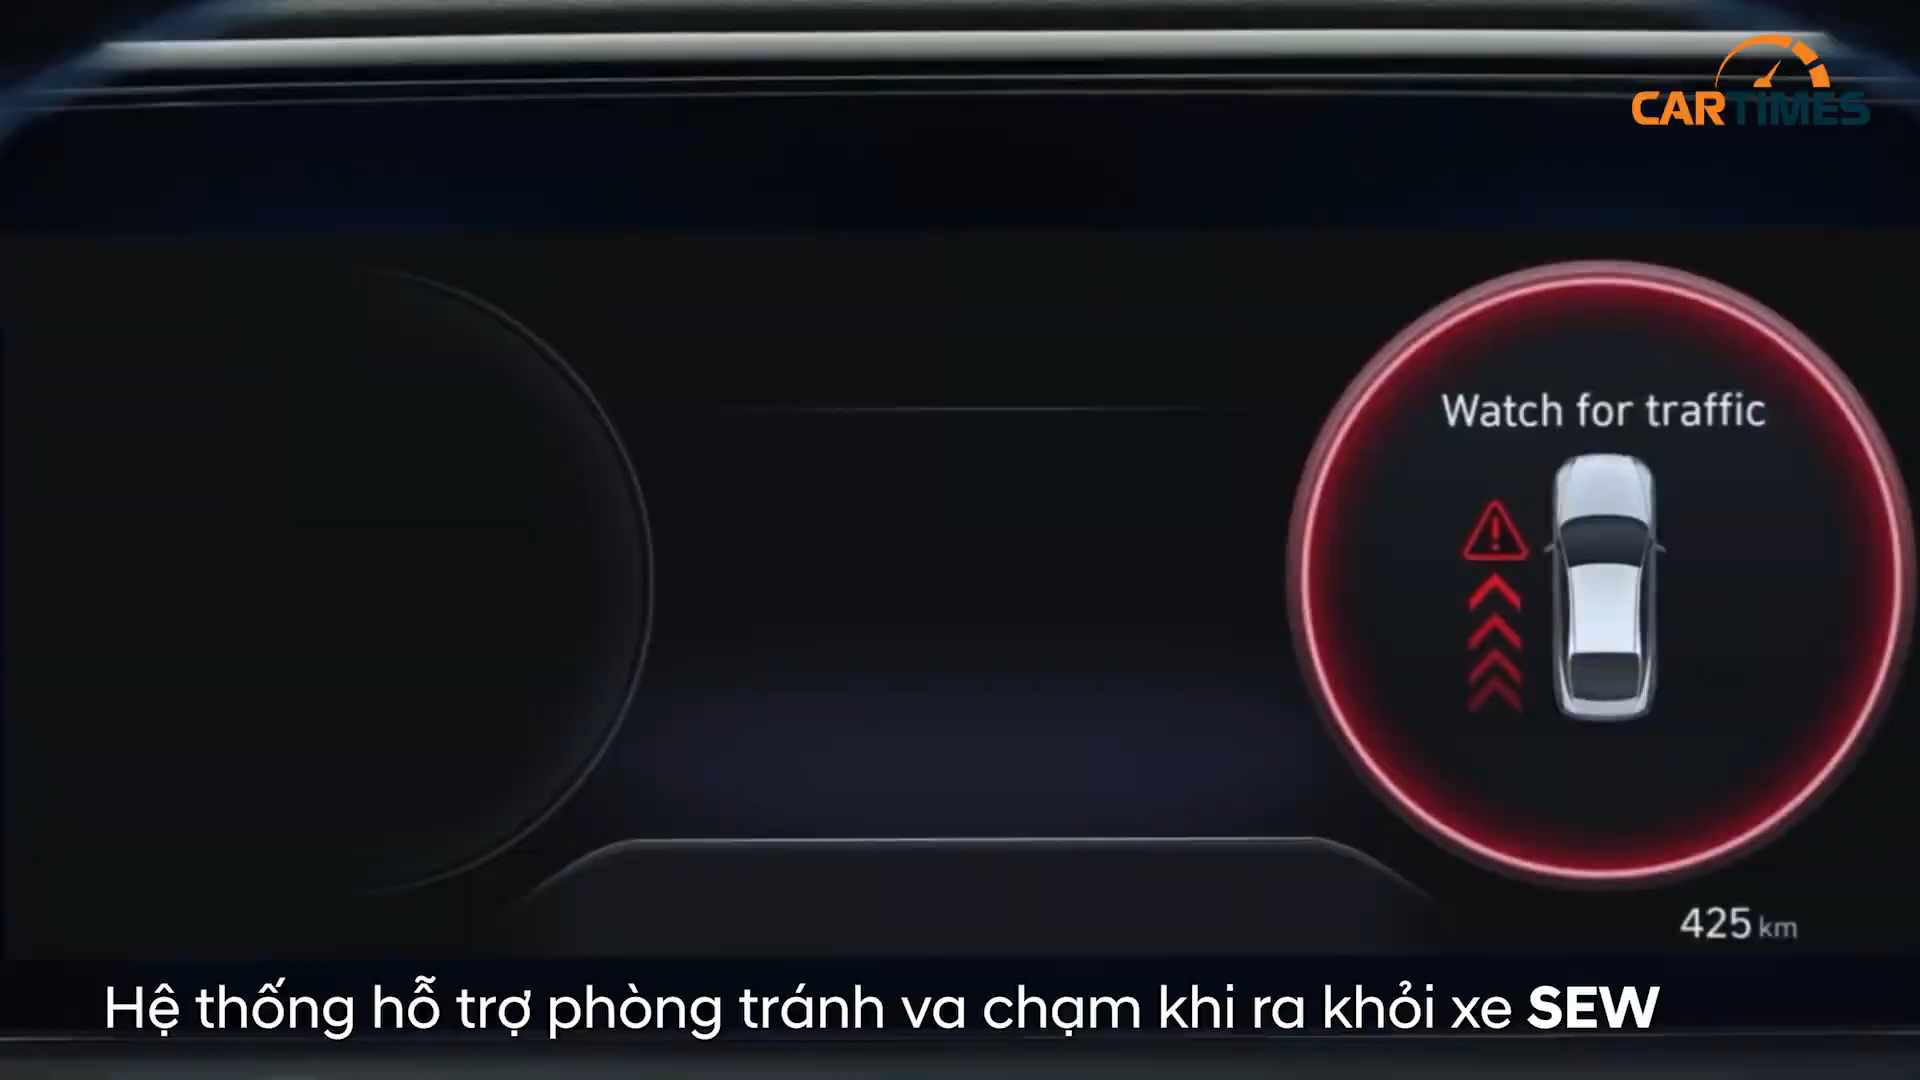 CARTIMES
Watch for traffic
425 km
Hệ thống hỗ trợ phòng tránh va chạm khi ra khỏi xe SEW